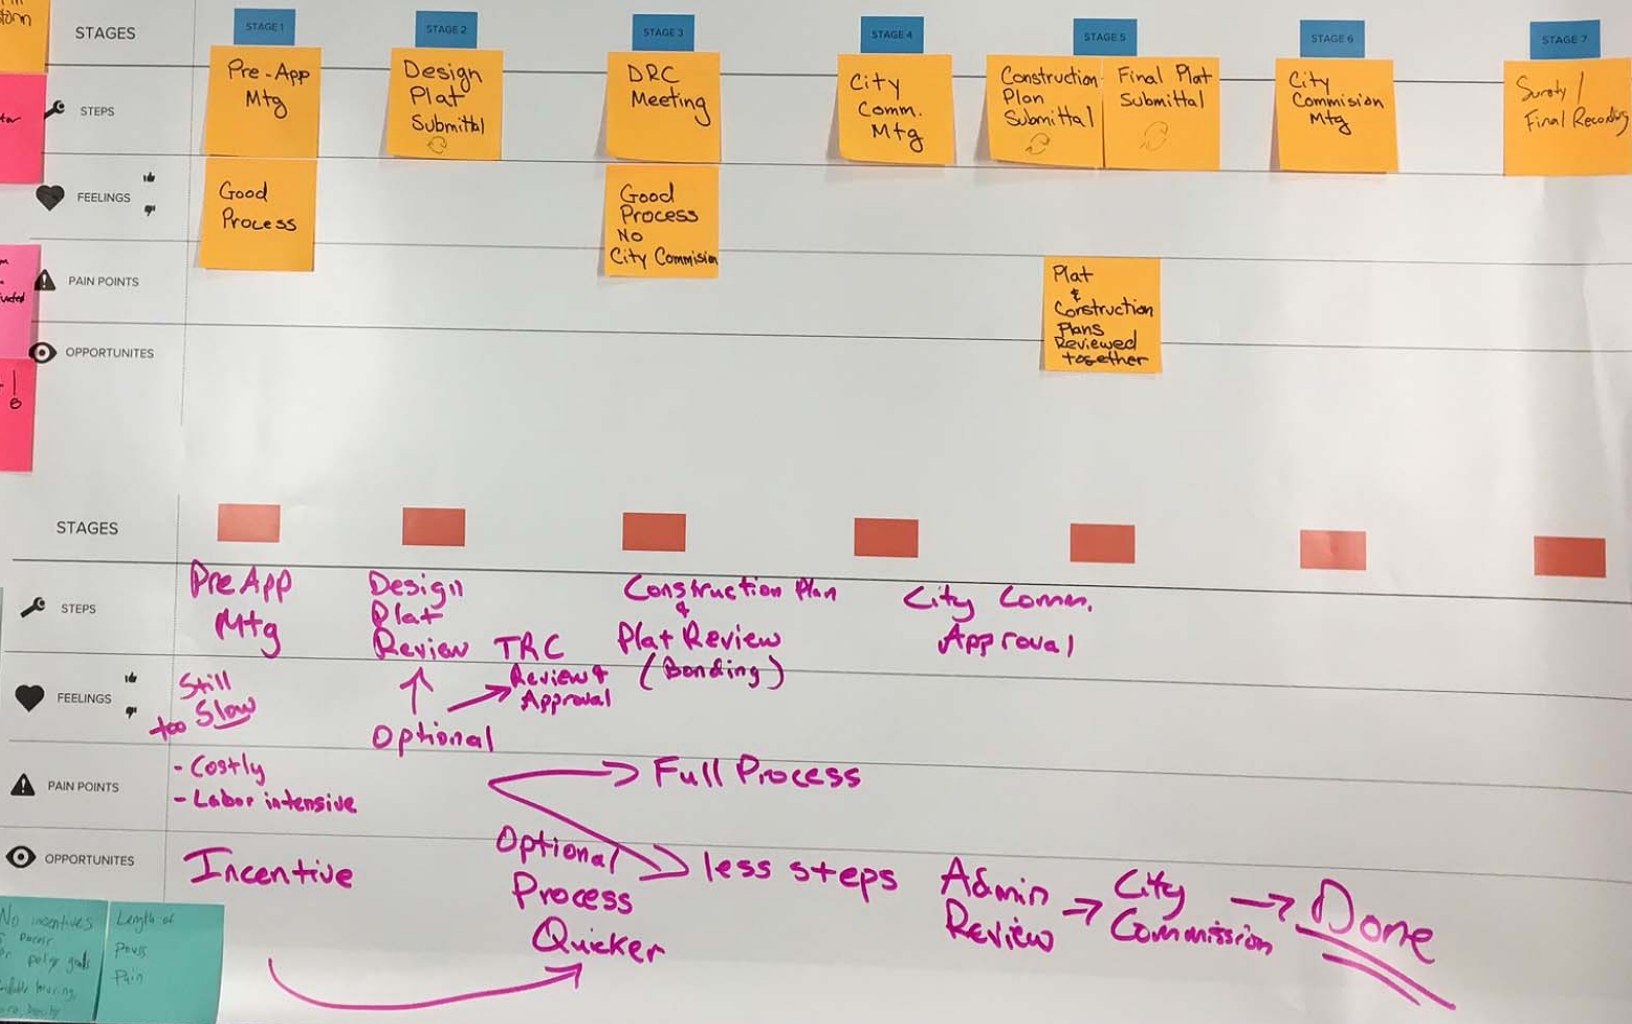 STAGES
STAGE 1
STAGE 2
STAGE 3
STAGE 4
STAGE 5
STAGE 6
STAGE 7
STEPS
Pre-App
Mtg
Design
Plat
Submittal
DRC
Meeting
City
Comm.
Mtg
Construction
Plan
Submittal
Final Plat
Submittal
City
Commision
Mtg
Surety /
Final Recording
FEELINGS
Good
Process
Good
Process
No
City Commision
PAIN POINTS
Plat
&
Construction
Plans
Reviewed
together
OPPORTUNITES
STAGES
STEPS
Pre App
Mtg
Design
Plat
Review
TRC
Review &
Approval
Optional
Construction Plan
&
Plat Review
(Bonding)
City Comm.
Approval
FEELINGS
Still
too Slow
PAIN POINTS
- Costly
- Labor intensive
Full Process
OPPORTUNITES
Incentive
Optional
Process
Quicker
less steps
Admin
Review
City
Commission
Done
No incentives
policy goals
housing
Length of
Pain